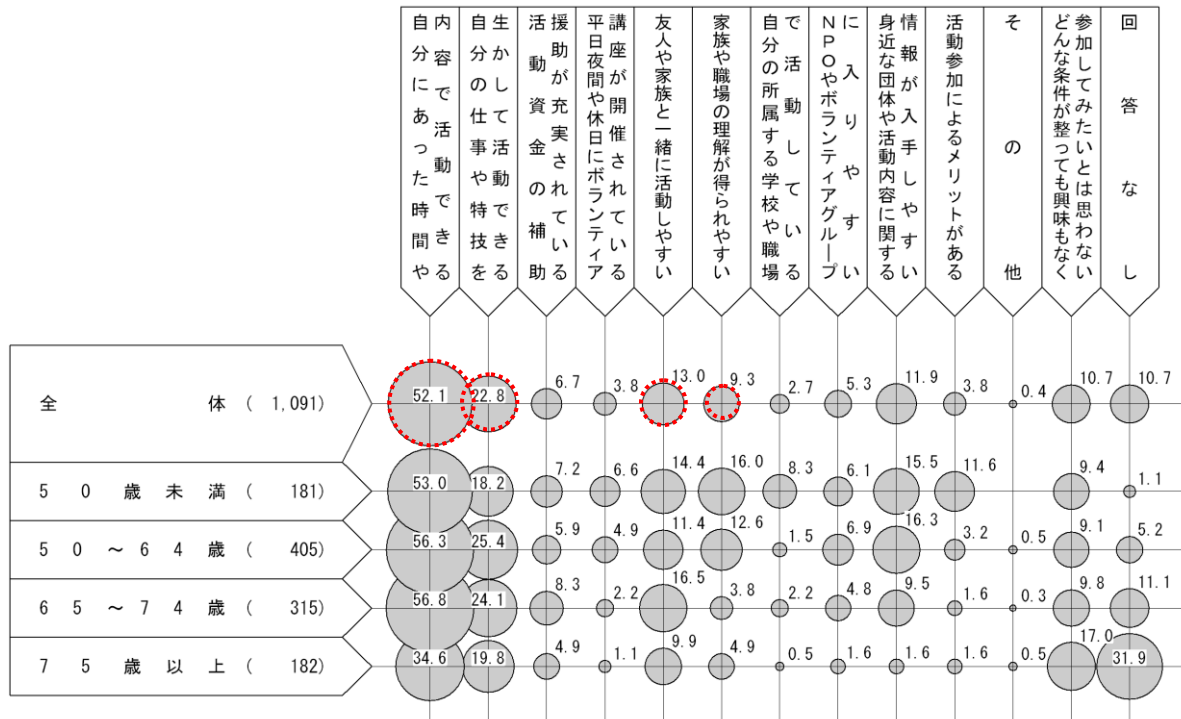 自分にあった時間や
内容で活動できる
自分の仕事や特技を
生かして活動できる
活動資金の補助
援助が充実されている
平日夜間や休日にボランティア
講座が開催されている
友人や家族と一緒に活動しやすい
家族や職場の理解が得られやすい
自分の所属する学校や職場
で活動している
NPOやボランティアグループ
に入りやすい
身近な団体や活動内容に関する
情報が入手しやすい
活動参加によるメリットがある
その他
どんな条件が整っても興味もなく
参加してみたいとは思わない
回答なし
全体(1,091) 52.1 22.8 6.7 3.8 13.0 9.3 2.7 5.3 11.9 3.8 0.4 10.7 10.7
50歳未満(181) 53.0 18.2 7.2 6.6 14.4 16.0 8.3 6.1 15.5 11.6 9.4 1.1
50～64歳(405) 56.3 25.4 5.9 4.9 11.4 12.6 1.5 6.9 16.3 3.2 0.5 9.1 5.2
65～74歳(315) 56.8 24.1 8.3 2.2 16.5 3.8 2.2 4.8 9.5 1.6 0.3 9.8 11.1
75歳以上(182) 34.6 19.8 4.9 1.1 9.9 4.9 0.5 1.6 1.6 1.6 0.5 17.0 31.9